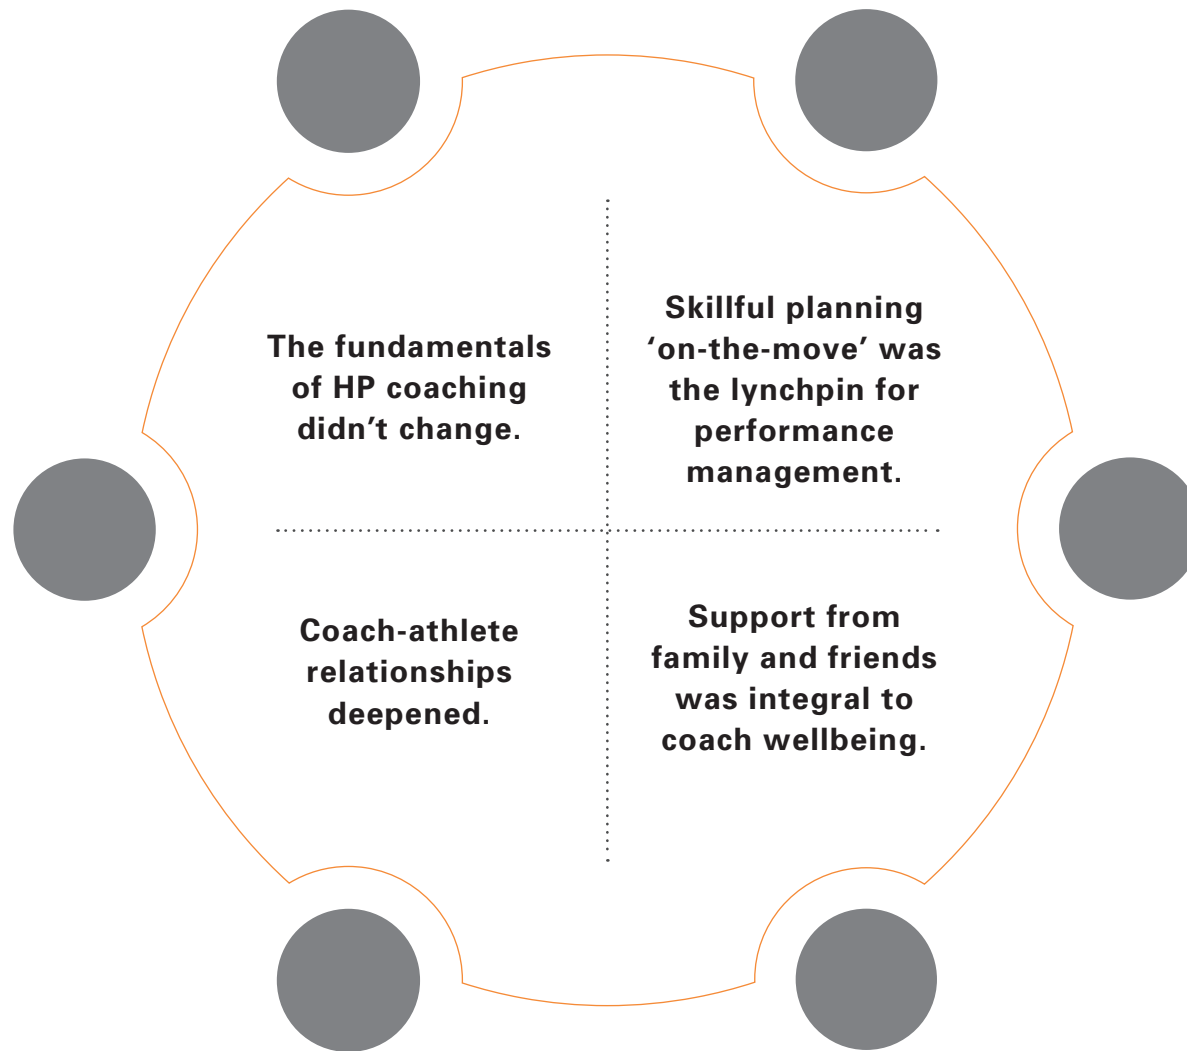 The fundamentals
of HP coaching
didn’t change.
Skillful planning
‘on-the-move’ was
the lynchpin for
performance
management.
Coach-athlete
relationships
deepened.
Support from
family and friends
was integral to
coach wellbeing.